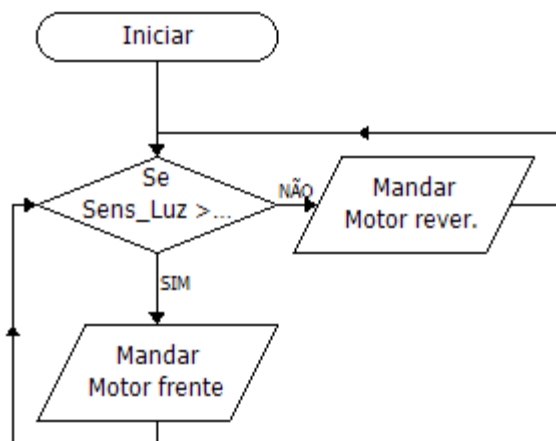 Iniciar
Se
Sens_Luz >...
NÃO
Mandar
Motor rever.
SIM
Mandar
Motor frente